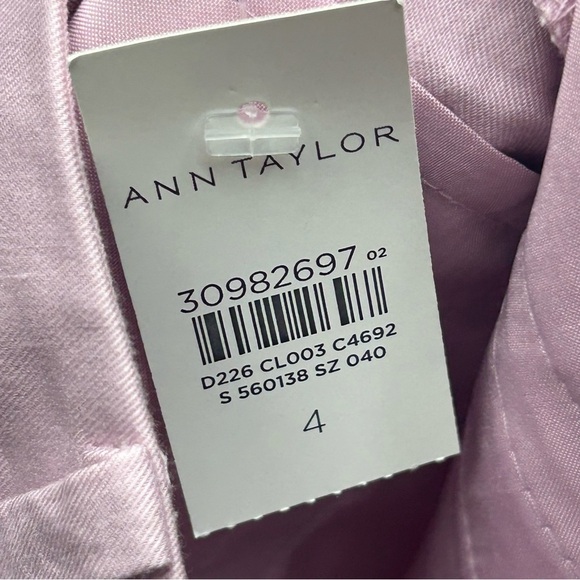 ANN TAYLOR
30982697 02
D226 CL003 C4692
S 560138 SZ 040
4